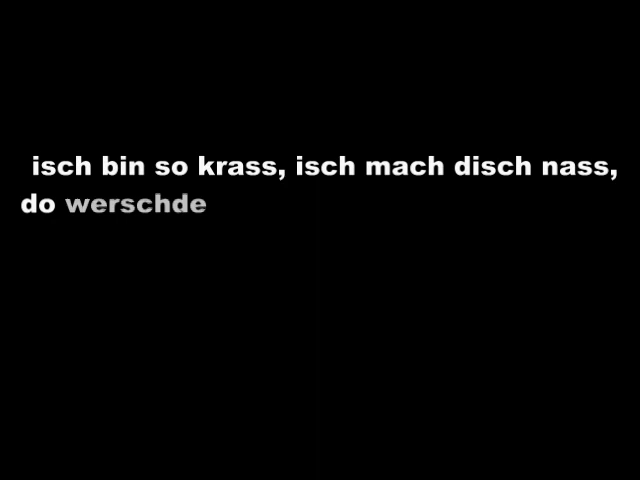 isch bin so krass, isch mach disch nass,
do werschde